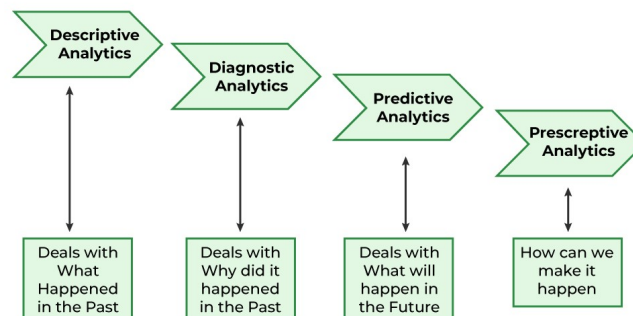 Descriptive
Analytics
Diagnostic
Analytics
Predictive
Analytics
Prescreptive
Analytics
Deals with
What
Happened
in the Past
Deals with
Why did it
happened
in the Past
Deals with
What will
happen in
the Future
How can we
make it
happen